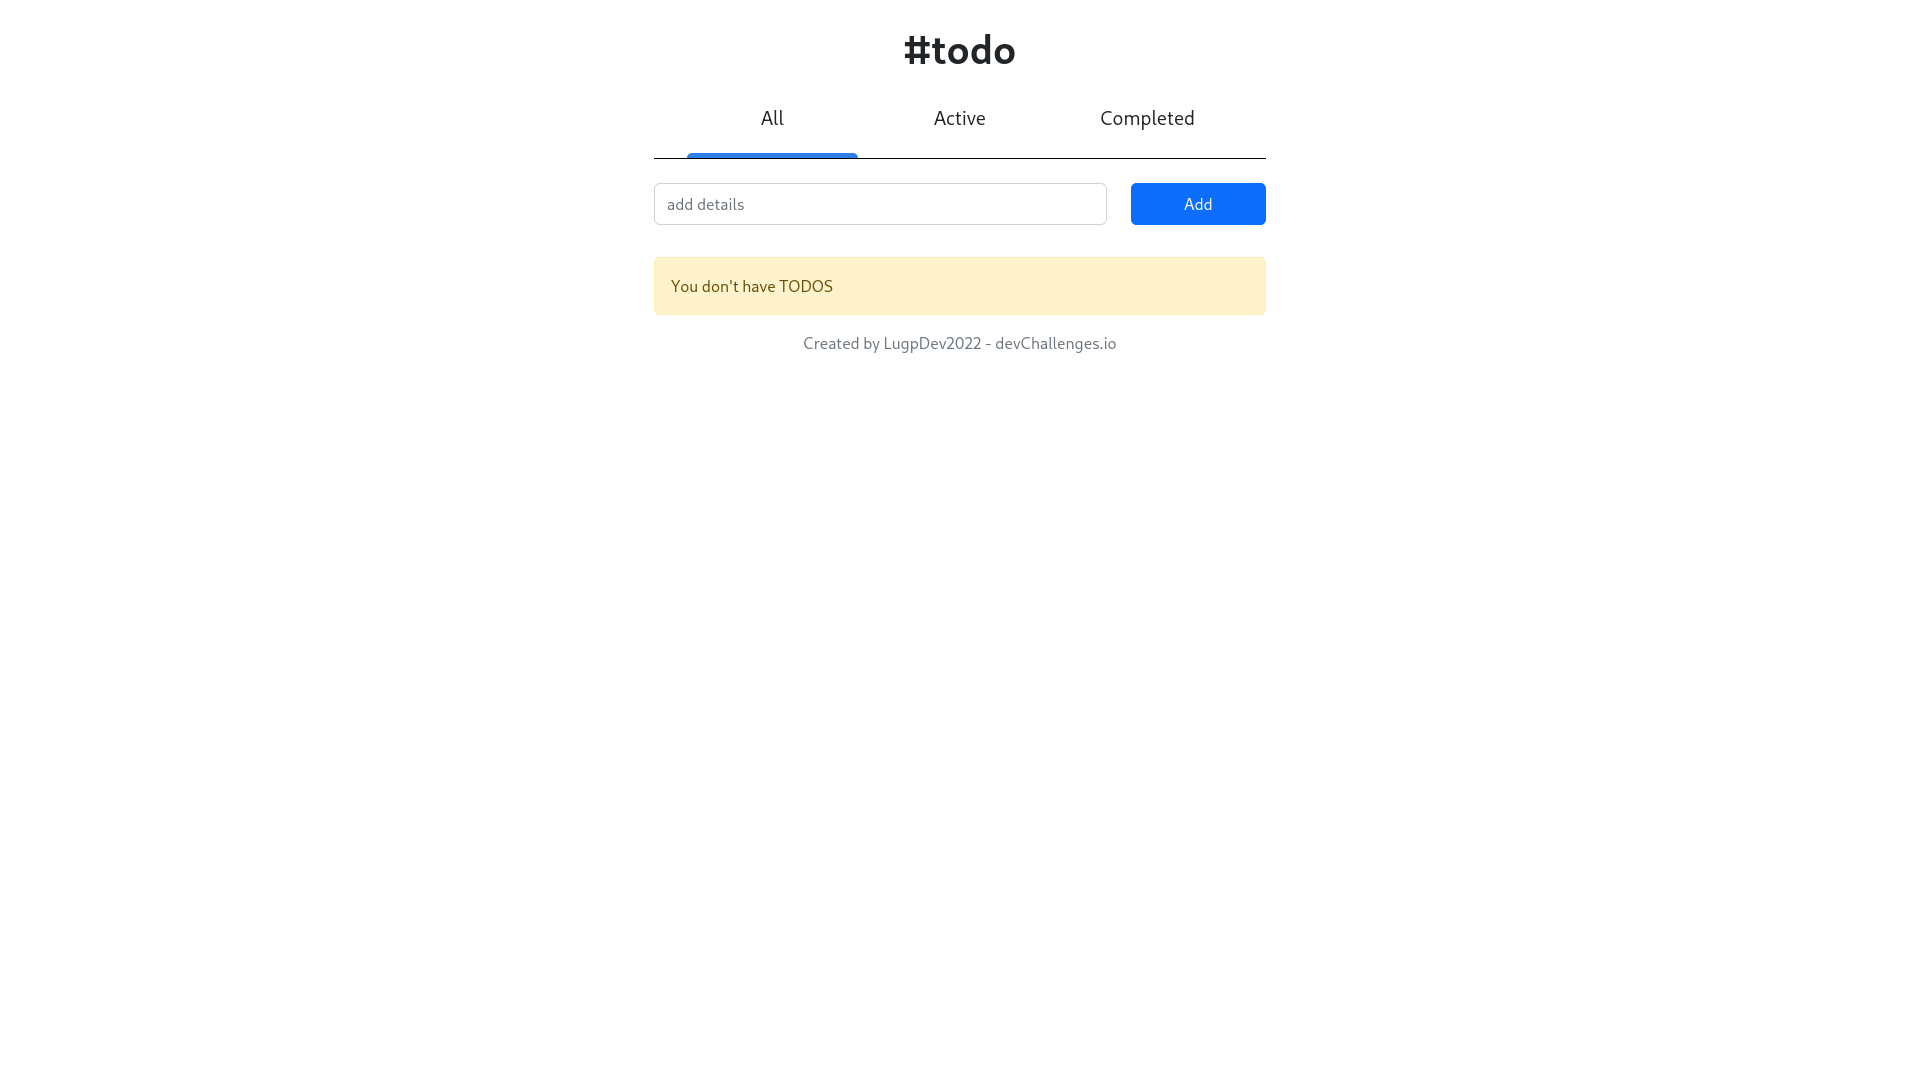 #todo
All Active Completed
add details Add
You don't have TODOS
Created by LugpDev2022 - devChallenges.io